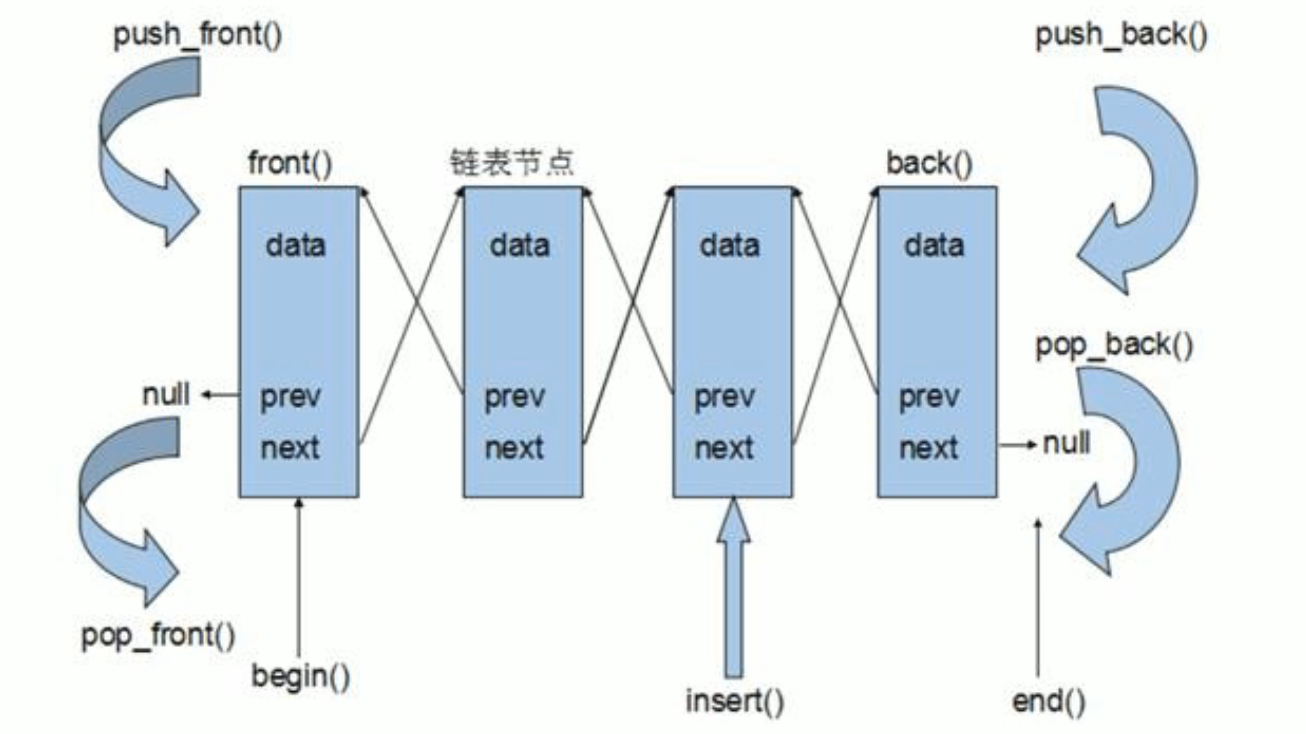 push_front()
push_back()
front()
链表节点
back()
data
data
data
data
pop_back()
null
prev
prev
prev
prev
next
next
next
next
null
pop_front()
begin()
insert()
end()